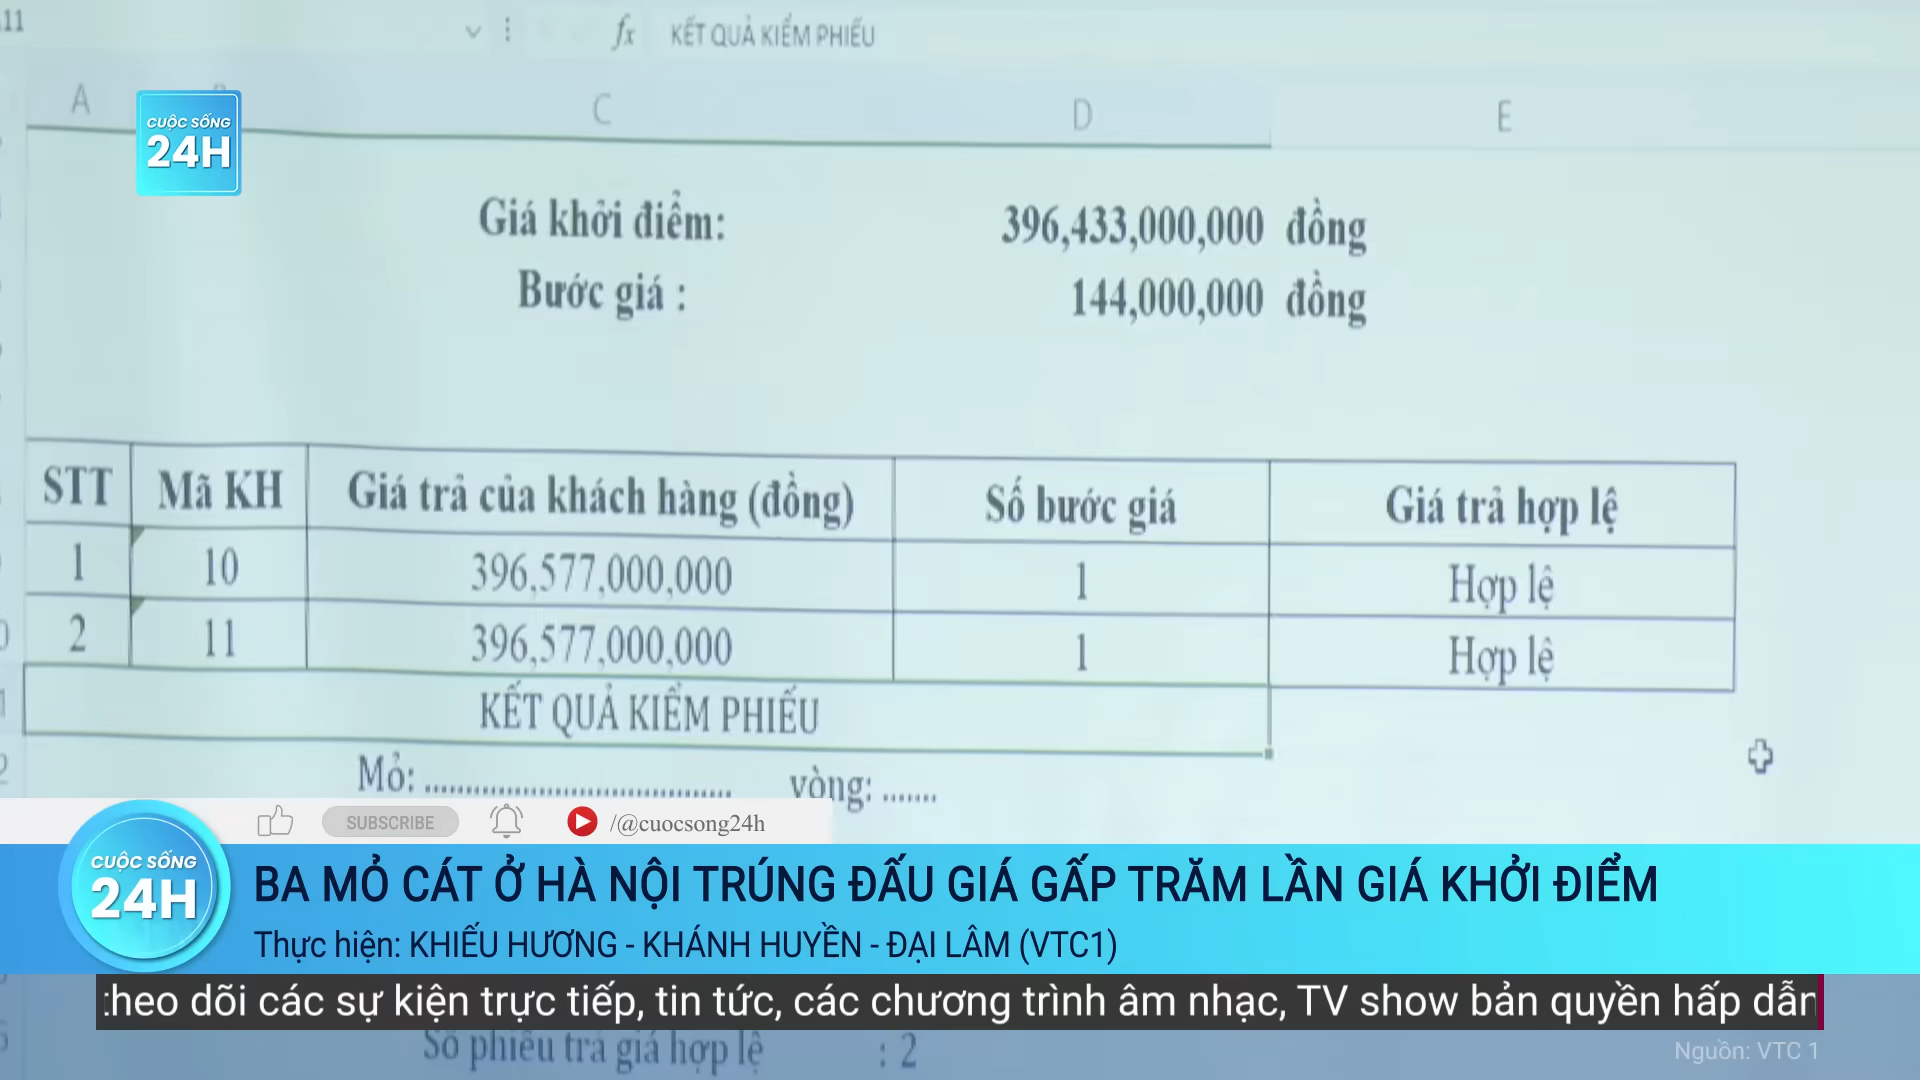 11
fx KẾT QUẢ KIỂM PHIẾU
A C D E
CUỘC SỐNG
24H
Giá khởi điểm: 396,433,000,000 đồng
Bước giá : 144,000,000 đồng
STT Mã KH Giá trả của khách hàng (đồng) Số bước giá Giá trả hợp lệ
1 10 396,577,000,000 1 Hợp lệ
2 11 396,577,000,000 1 Hợp lệ
KẾT QUẢ KIỂM PHIẾU
Mỏ: .................................... vòng: .......
SUBSCRIBE /@cuocsong24h
CUỘC SỐNG
24H
BA MỎ CÁT Ở HÀ NỘI TRÚNG ĐẤU GIÁ GẤP TRĂM LẦN GIÁ KHỞI ĐIỂM
Thực hiện: KHIẾU HƯƠNG - KHÁNH HUYỀN - ĐẠI LÂM (VTC1)
theo dõi các sự kiện trực tiếp, tin tức, các chương trình âm nhạc, TV show bản quyền hấp dẫn
Số phiếu trả giá hợp lệ : 2
Nguồn: VTC 1